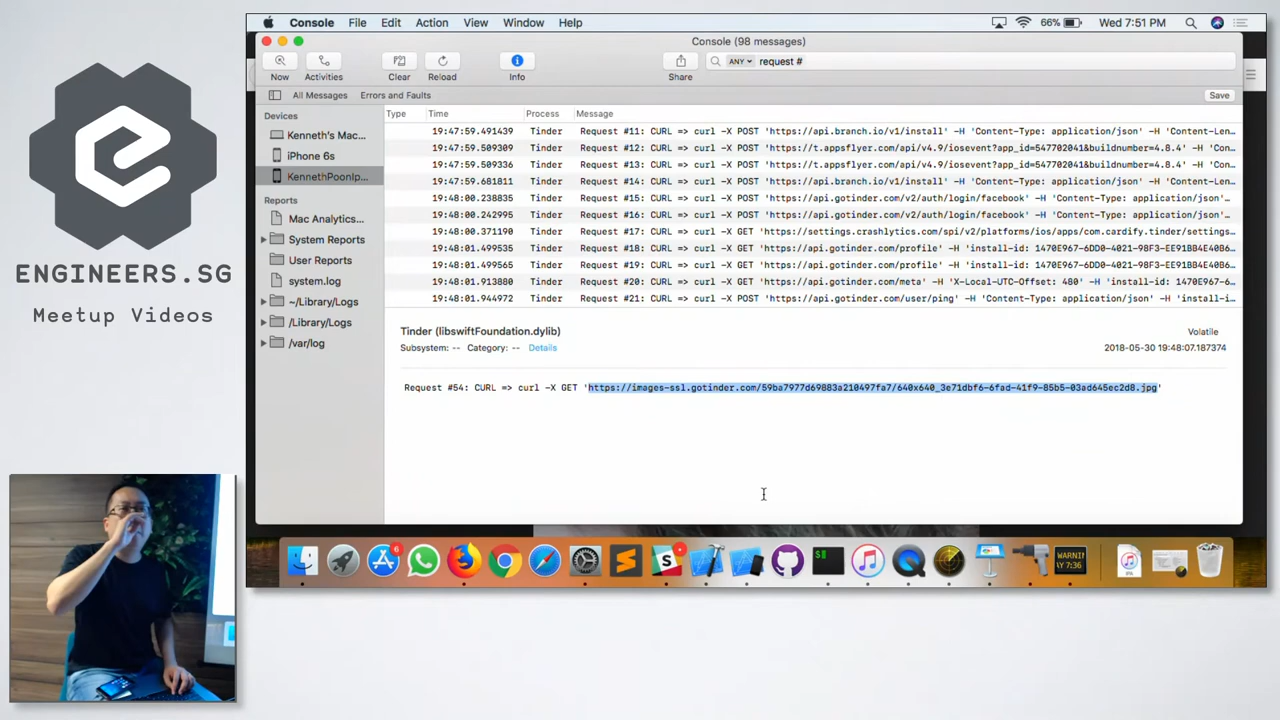 ENGINEERS.SG
Meetup Videos
Console File Edit Action View Window Help
66% Wed 7:51 PM
Console (98 messages)
Now Activities Clear Reload Info Share
ANY request #
All Messages Errors and Faults Save
Devices
Kenneth's Mac...
iPhone 6s
KennethPoonIp...
Reports
Mac Analytics...
System Reports
User Reports
system.log
~/Library/Logs
/Library/Logs
/var/log
Type Time Process Message
19:47:59.491439 Tinder Request #11: CURL => curl -X POST 'https://api.branch.io/v1/install' -H 'Content-Type: application/json' -H 'Content-Len...
19:47:59.509309 Tinder Request #12: CURL => curl -X POST 'https://t.appsflyer.com/api/v4.9/iosevent?app_id=547702041&buildnumber=4.8.4' -H 'Con...
19:47:59.509336 Tinder Request #13: CURL => curl -X POST 'https://t.appsflyer.com/api/v4.9/iosevent?app_id=547702041&buildnumber=4.8.4' -H 'Con...
19:47:59.681811 Tinder Request #14: CURL => curl -X POST 'https://api.branch.io/v1/install' -H 'Content-Type: application/json' -H 'Content-Len...
19:48:00.238835 Tinder Request #15: CURL => curl -X POST 'https://api.gotinder.com/v2/auth/login/facebook' -H 'Content-Type: application/json'...
19:48:00.242995 Tinder Request #16: CURL => curl -X POST 'https://api.gotinder.com/v2/auth/login/facebook' -H 'Content-Type: application/json'...
19:48:00.371190 Tinder Request #17: CURL => curl -X GET 'https://settings.crashlytics.com/spi/v2/platforms/ios/apps/com.cardify.tinder/settings...
19:48:01.499535 Tinder Request #18: CURL => curl -X GET 'https://api.gotinder.com/profile' -H 'install-id: 1470E967-6DD0-4021-98F3-EE91BB4E40B6...
19:48:01.499565 Tinder Request #19: CURL => curl -X GET 'https://api.gotinder.com/profile' -H 'install-id: 1470E967-6DD0-4021-98F3-EE91BB4E40B6...
19:48:01.913880 Tinder Request #20: CURL => curl -X GET 'https://api.gotinder.com/meta' -H 'X-Local-UTC-Offset: 480' -H 'install-id: 1470E967-6D...
19:48:01.944972 Tinder Request #21: CURL => curl -X POST 'https://api.gotinder.com/user/ping' -H 'Content-Type: application/json' -H 'install-i...
Tinder (libswiftFoundation.dylib) Volatile
Subsystem: -- Category: -- Details 2018-05-30 19:48:07.187374
Request #54: CURL => curl -X GET 'https://images-ssl.gotinder.com/59ba7977d69883a210497fa7/640x640_3e71dbf6-6fad-41f9-85b5-03ad645ec2d8.jpg'
6
WARNIN
Y 7:36